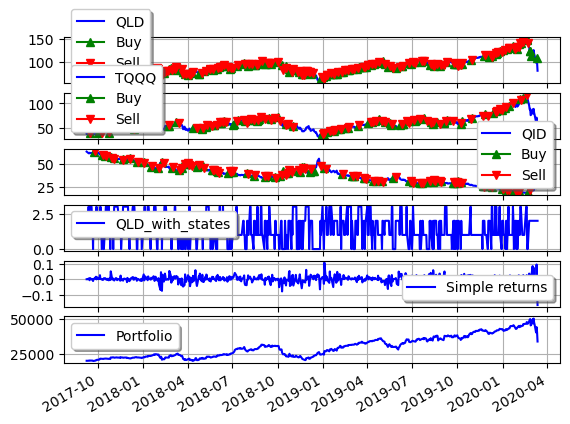 QLD
Buy
Sell
150
100
TQQQ
Buy
Sell
100
50
QID
Buy
Sell
50
25
QLD_with_states
2.5
0.0
Simple returns
0.1
0.0
−0.1
Portfolio
50000
25000
2017-10 2018-01 2018-04 2018-07 2018-10 2019-01 2019-04 2019-07 2019-10 2020-01 2020-04